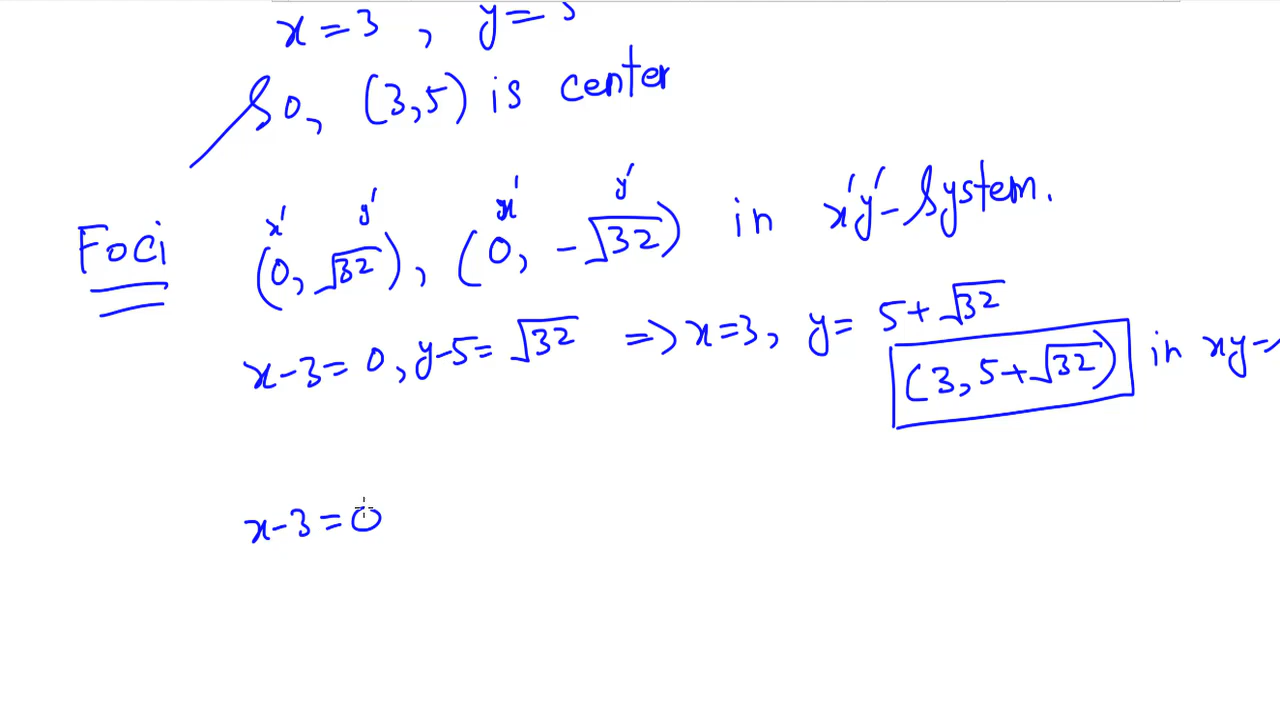 x = 3 , y =
So, (3,5) is center
x' y' x' y'
Foci (0, √32), (0, -√32) in x'y'-System.
x-3=0, y-5=√32 => x=3, y= 5+√32
(3, 5+√32) in xy-
x-3=0